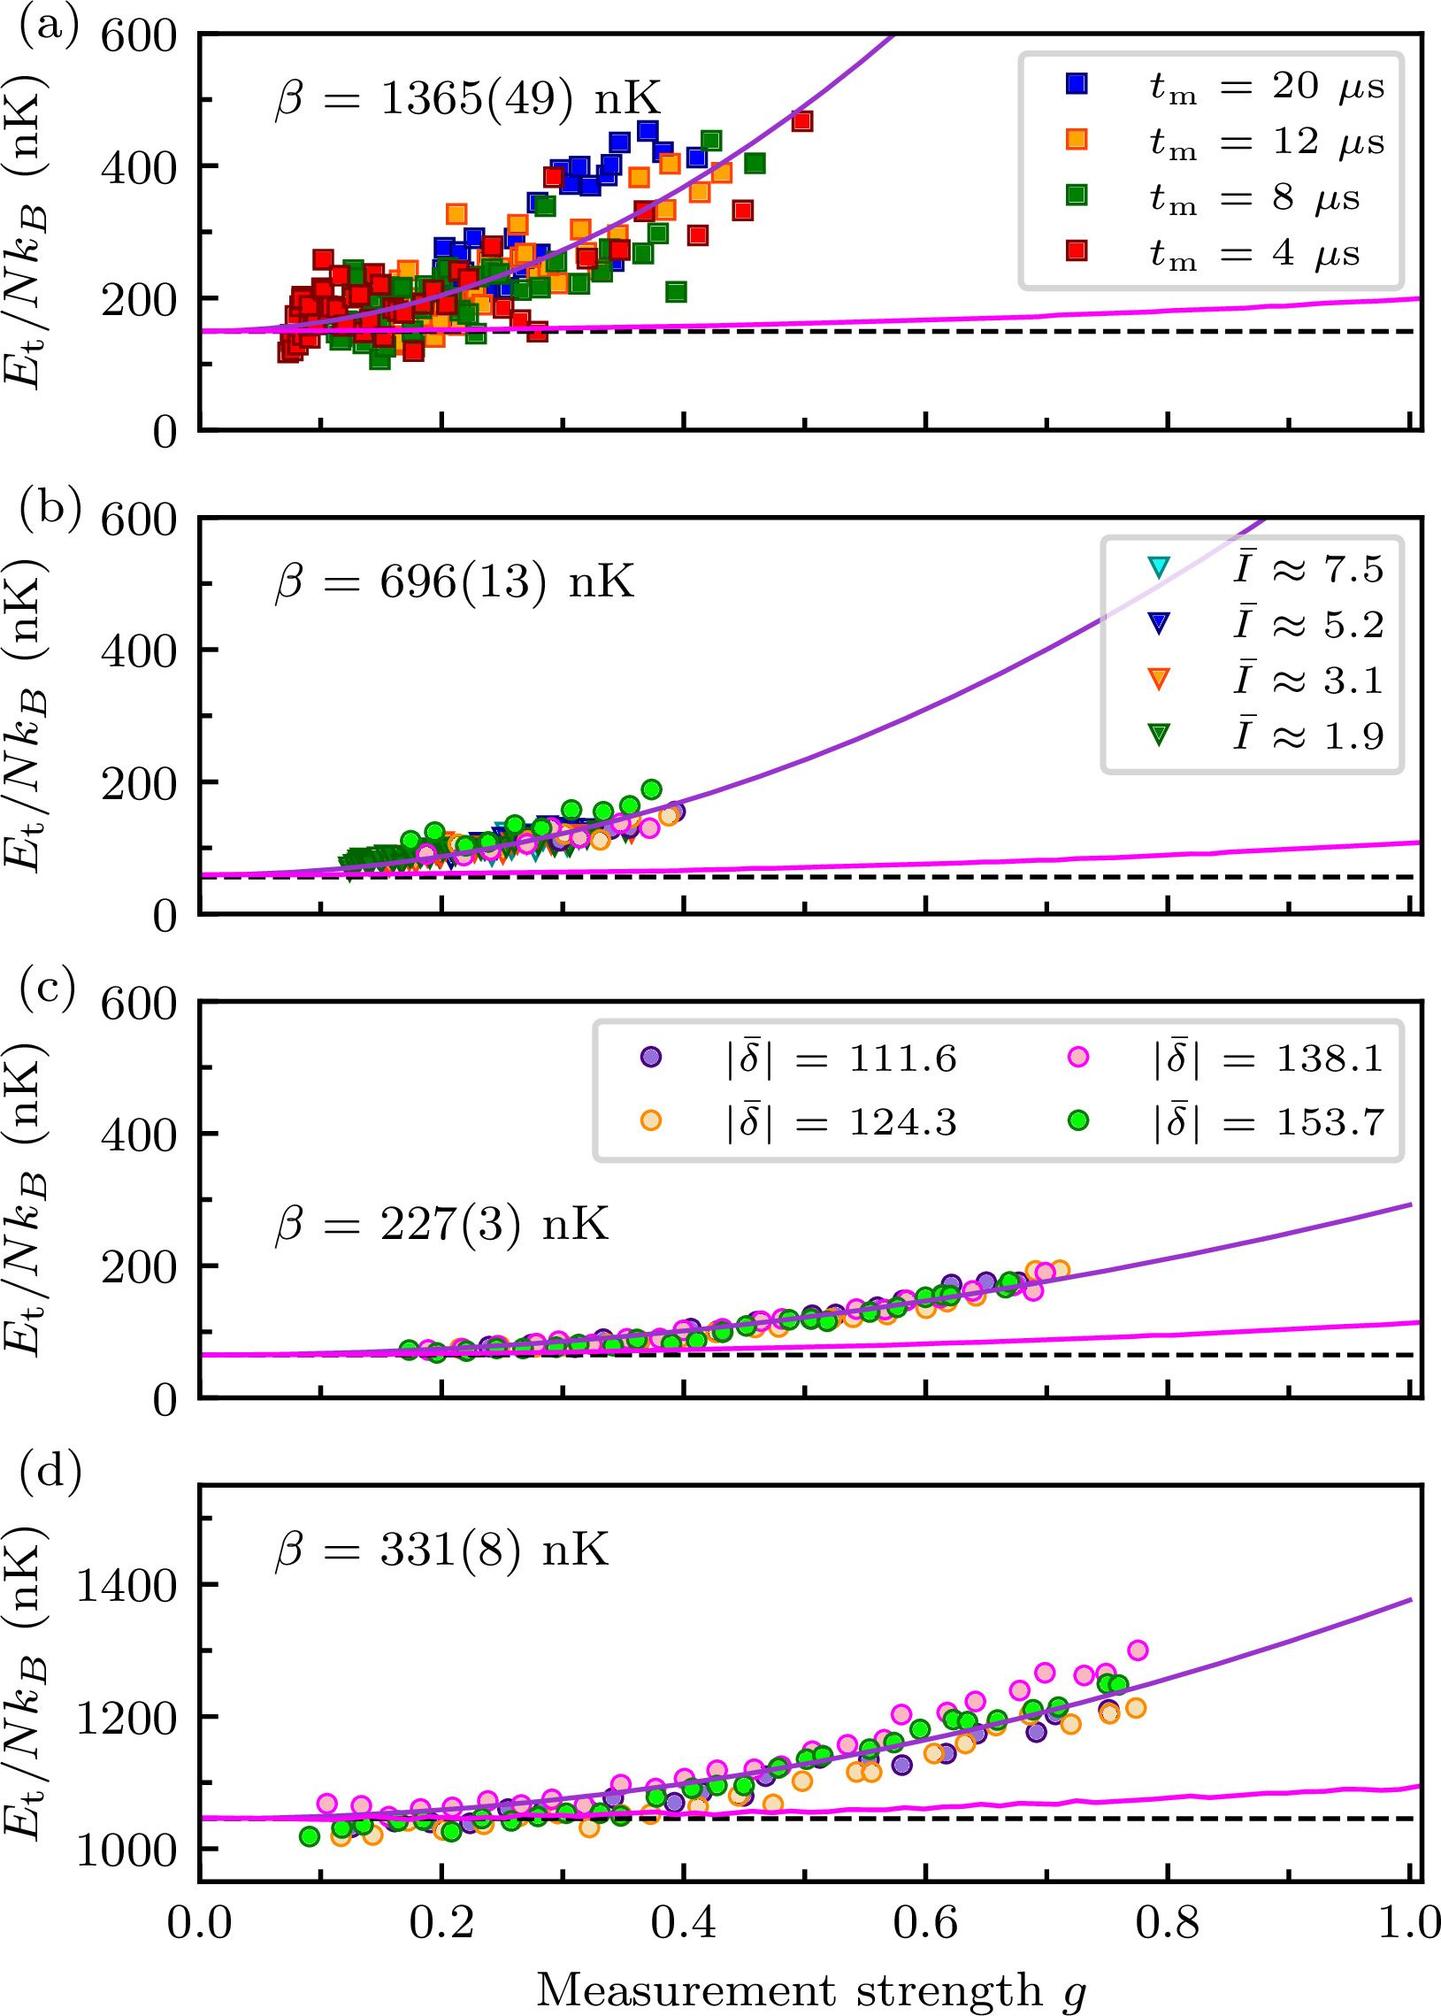 (a)
600
400
200
0
E_t/Nk_B (nK)
β = 1365(49) nK
t_m = 20 μs
t_m = 12 μs
t_m = 8 μs
t_m = 4 μs
(b)
600
400
200
0
E_t/Nk_B (nK)
β = 696(13) nK
Ī ≈ 7.5
Ī ≈ 5.2
Ī ≈ 3.1
Ī ≈ 1.9
(c)
600
400
200
0
E_t/Nk_B (nK)
|δ̄| = 111.6 |δ̄| = 138.1
|δ̄| = 124.3 |δ̄| = 153.7
β = 227(3) nK
(d)
1400
1200
1000
E_t/Nk_B (nK)
β = 331(8) nK
0.0 0.2 0.4 0.6 0.8 1.0
Measurement strength g